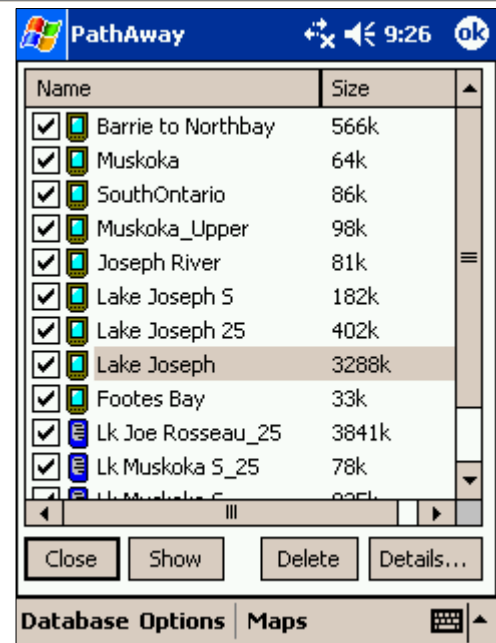 PathAway 9:26 ok
Name Size
Barrie to Northbay 566k
Muskoka 64k
SouthOntario 86k
Muskoka_Upper 98k
Joseph River 81k
Lake Joseph S 182k
Lake Joseph 25 402k
Lake Joseph 3288k
Footes Bay 33k
Lk Joe Rosseau_25 3841k
Lk Muskoka S_25 78k
Close Show Delete Details...
Database Options Maps